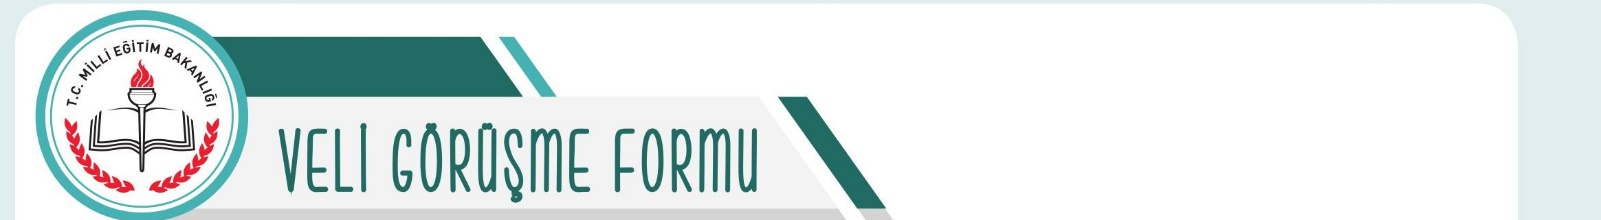 T.C. MİLLİ EĞİTİM BAKANLIĞI
VELİ GÖRÜŞME FORMU